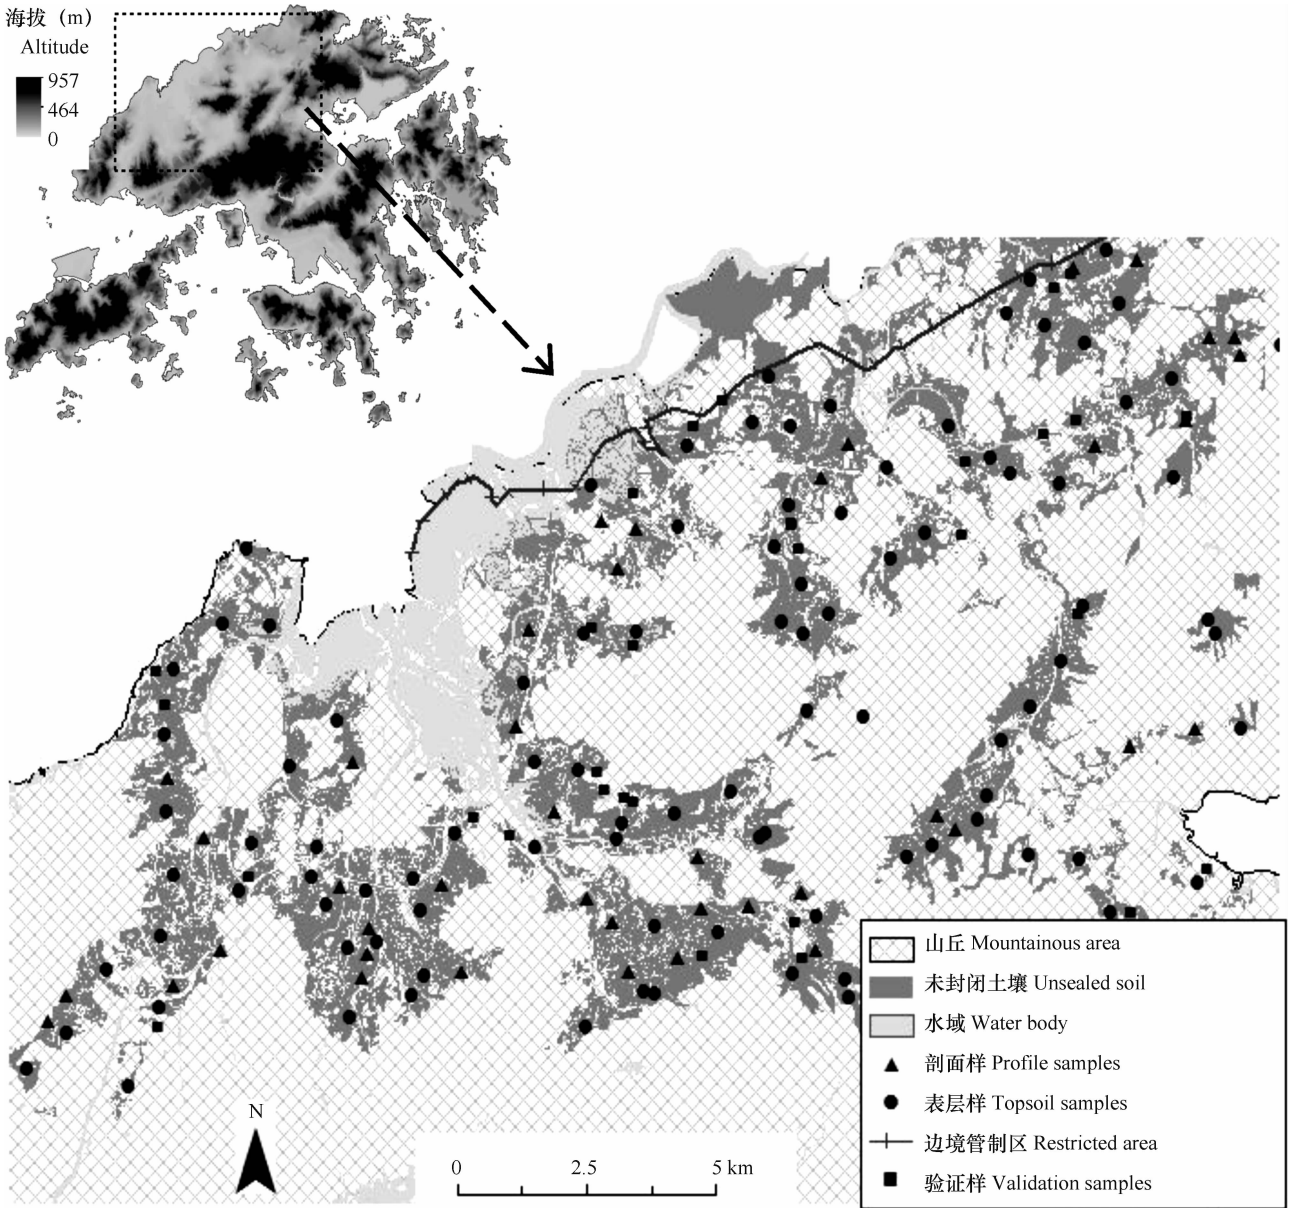 海拔（m）
Altitude
957
464
0
山丘 Mountainous area
未封闭土壤 Unsealed soil
水域 Water body
剖面样 Profile samples
表层样 Topsoil samples
边境管制区 Restricted area
验证样 Validation samples
N
0 2.5 5 km